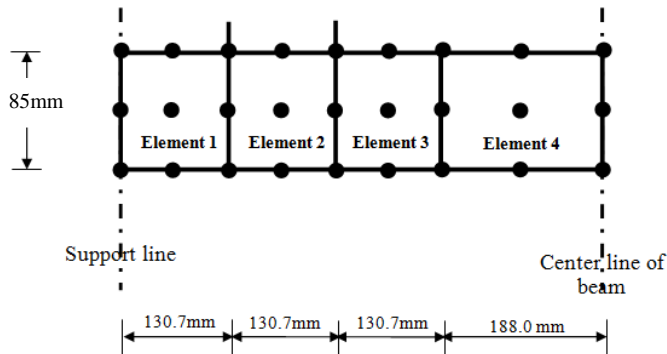 85mm
Element 1
Element 2
Element 3
Element 4
Support line
Center line of
beam
130.7mm
130.7mm
130.7mm
188.0 mm